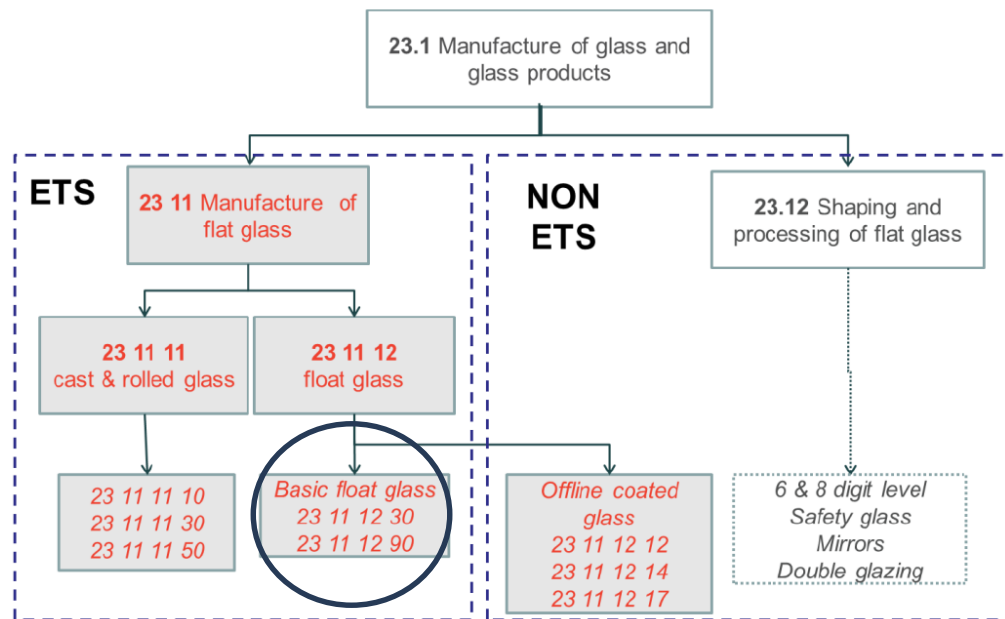 23.1 Manufacture of glass and
glass products
ETS
23 11 Manufacture of
flat glass
NON
ETS
23.12 Shaping and
processing of flat glass
23 11 11
cast & rolled glass
23 11 12
float glass
23 11 11 10
23 11 11 30
23 11 11 50
Basic float glass
23 11 12 30
23 11 12 90
Offline coated
glass
23 11 12 12
23 11 12 14
23 11 12 17
6 & 8 digit level
Safety glass
Mirrors
Double glazing